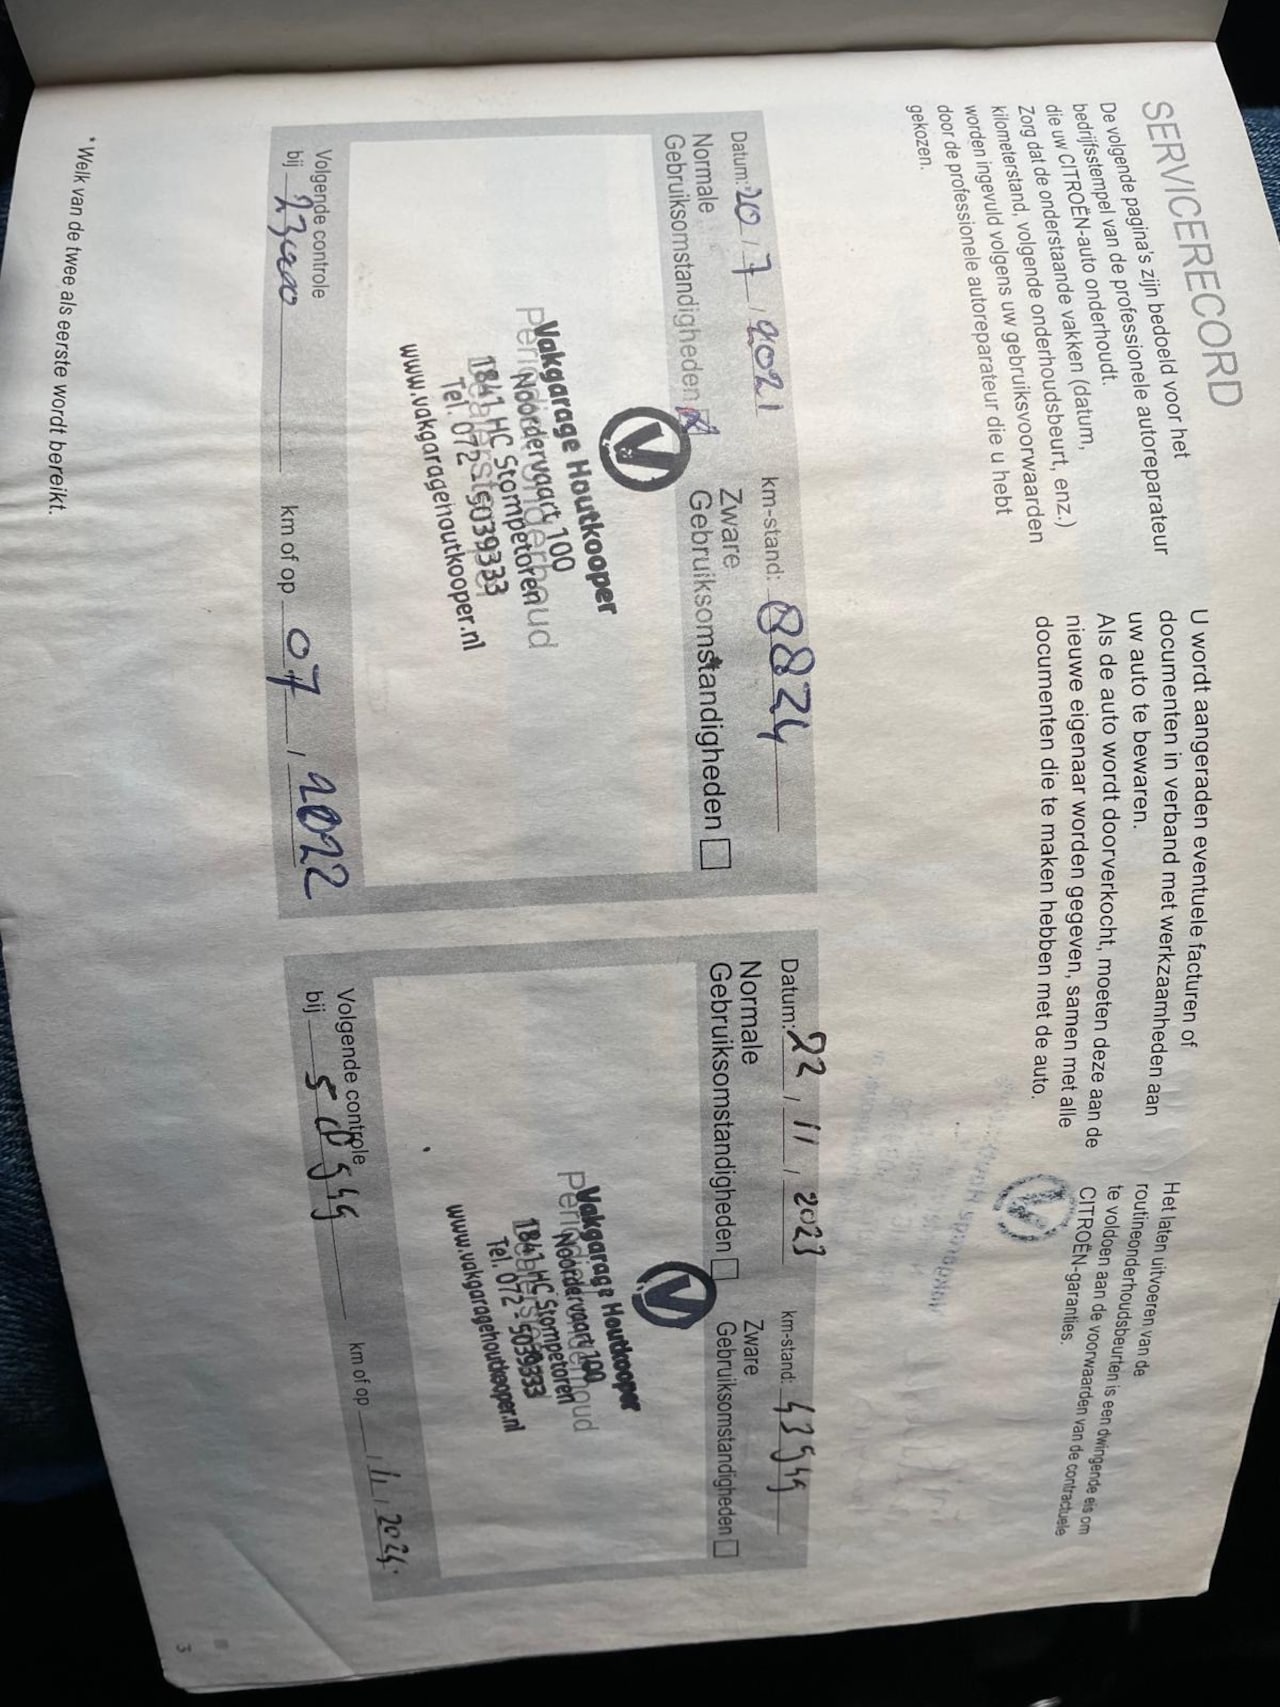 SERVICERECORD
De volgende pagina's zijn bedoeld voor het
bedrijfsstempel van de professionele autoreparateur
die uw CITROËN-auto onderhoudt.
Zorg dat de onderstaande vakken (datum,
kilometerstand, volgende onderhoudsbeurt, enz.)
worden ingevuld volgens uw gebruiksvoorwaarden
door de professionele autoreparateur die u hebt
gekozen.
U wordt aangeraden eventuele facturen of
documenten in verband met werkzaamheden aan
uw auto te bewaren.
Als de auto wordt doorverkocht, moeten deze aan de
nieuwe eigenaar worden gegeven, samen met alle
documenten die te maken hebben met de auto.
Het laten uitvoeren van de
routineonderhoudsbeurten is een dwingende eis om
te voldoen aan de voorwaarden van de contractuele
CITROËN-garanties.
Datum: 20 / 7 / 2021 km-stand: 8824
Normale
Gebruiksomstandigheden
Zware
Gebruiksomstandigheden
Vakgarage Houtkooper
Noordervaart 100
1841 HC Stompetoren
Tel. 072 - 5039333
www.vakgaragehoutkooper.nl
Volgende controle
bij km of op 07 / 2022
Datum: 22 / 11 / 2023 km-stand:
Normale
Gebruiksomstandigheden
Zware
Gebruiksomstandigheden
Vakgarage Houtkooper
Noordervaart 100
1841 HC Stompetoren
Tel. 072 - 5039333
www.vakgaragehoutkooper.nl
Volgende controle
bij km of op / 11 / 2024
* Welk van de twee als eerste wordt bereikt.
3